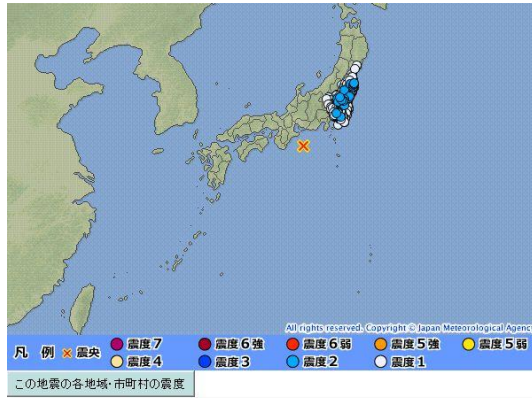 All rights reserved. Copyright © Japan Meteorological Agency
凡 例 震央 震度7 震度6強 震度6弱 震度5強 震度5弱
震度4 震度3 震度2 震度1
この地震の各地域・市町村の震度